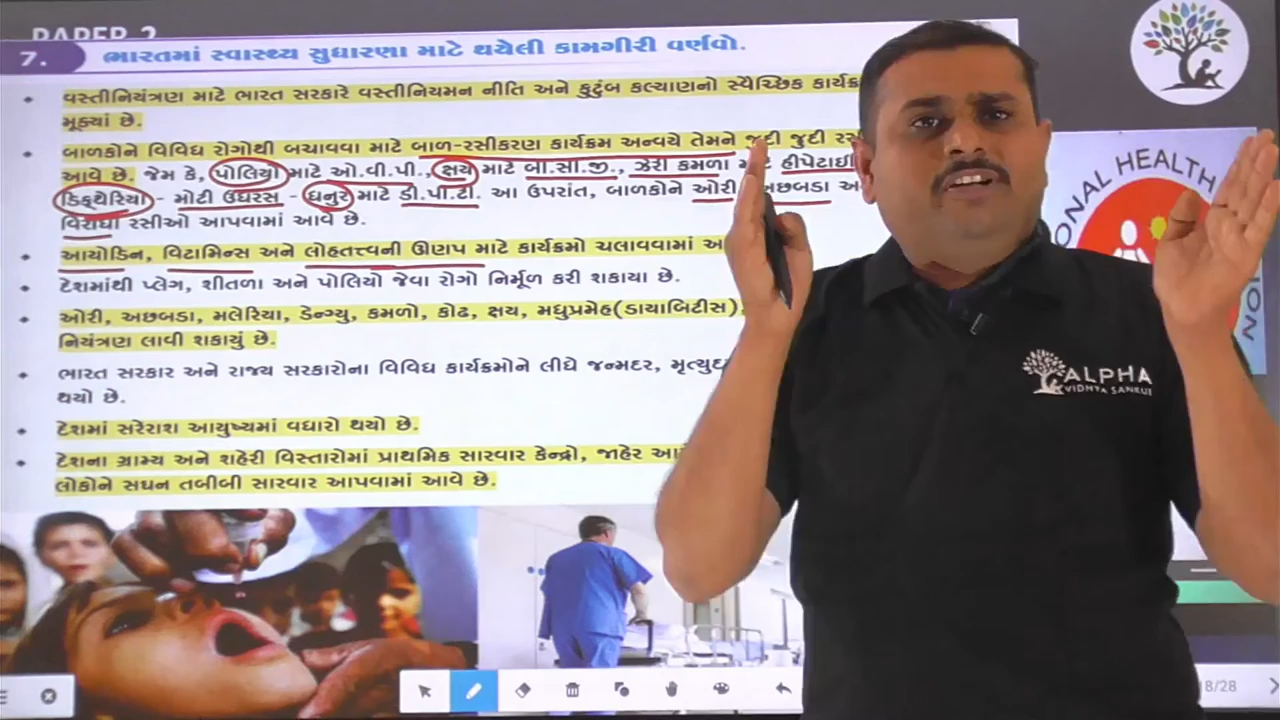 PAPER 2
7. ભારતમાં સ્વાસ્થ્ય સુધારણા માટે થયેલી કામગીરી વર્ણવો.
• વસ્તીનિયંત્રણ માટે ભારત સરકારે વસ્તીનિયમન નીતિ અને કુટુંબ કલ્યાણનો સ્વૈચ્છિક
મૂક્યાં છે.
• બાળકોને વિવિધ રોગોથી બચાવવા માટે બાળ-રસીકરણ કાર્યક્રમ અન્વયે તેમને જુદી જુદી
આવે છે. જેમ કે, પોલિયો માટે ઓ.વી.પી., ક્ષય માટે બી.સી.જી., ઝેરી કમળા
ડિફ્થેરિયા - મોટી ઉધરસ - ધનુર માટે ડી.પી.ટી. આ ઉપરાંત, બાળકોને ઓરી, અછબડા
વિરોધી રસીઓ આપવામાં આવે છે.
• આયોડિન, વિટામિન્સ અને લોહતત્ત્વની ઊણપ માટે કાર્યક્રમો ચલાવવામાં
• દેશમાંથી પ્લેગ, શીતળા અને પોલિયો જેવા રોગો નિર્મૂળ કરી શકાયા છે.
• ઓરી, અછબડા, મલેરિયા, ડેન્ગ્યુ, કમળો, કોઢ, ક્ષય, મધુપ્રમેહ(ડાયાબિટીસ),
નિયંત્રણ લાવી શકાયું છે.
• ભારત સરકાર અને રાજ્ય સરકારોના વિવિધ કાર્યક્રમોને લીધે જન્મદર,
થયો છે.
• દેશમાં સરેરાશ આયુષ્યમાં વધારો થયો છે.
• દેશના ગ્રામ્ય અને શહેરી વિસ્તારોમાં પ્રાથમિક સારવાર કેન્દ્રો, જાહેર
લોકોને સઘન તબીબી સારવાર આપવામાં આવે છે.
HEALTH
ALPHA
VIDHYA SANKUL
18/28